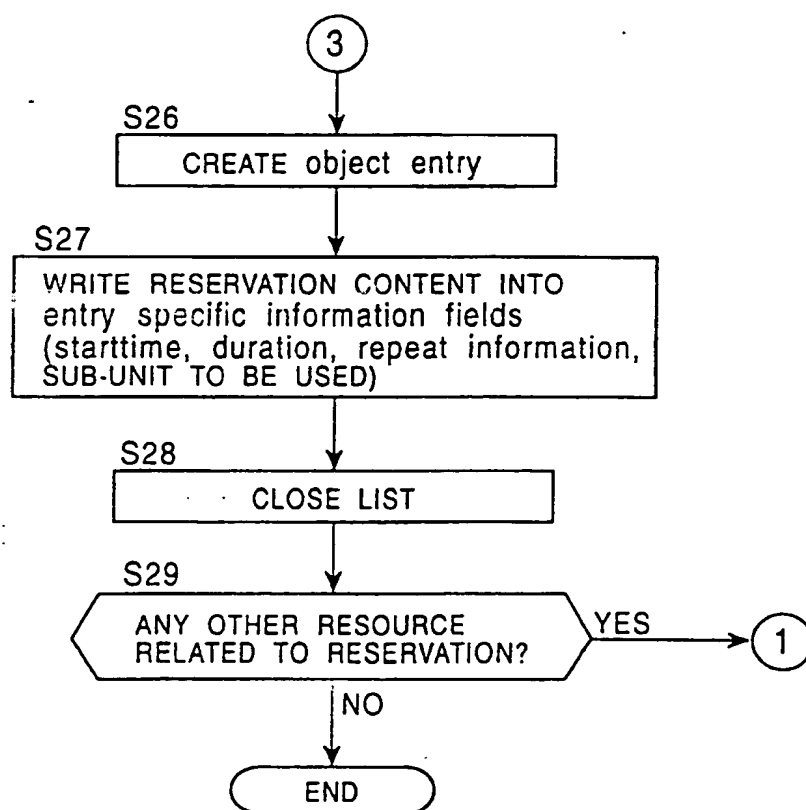 3
S26
CREATE object entry
S27
WRITE RESERVATION CONTENT INTO
entry specific information fields
(starttime, duration, repeat information,
SUB-UNIT TO BE USED)
S28
CLOSE LIST
S29
ANY OTHER RESOURCE
RELATED TO RESERVATION?
YES
1
NO
END